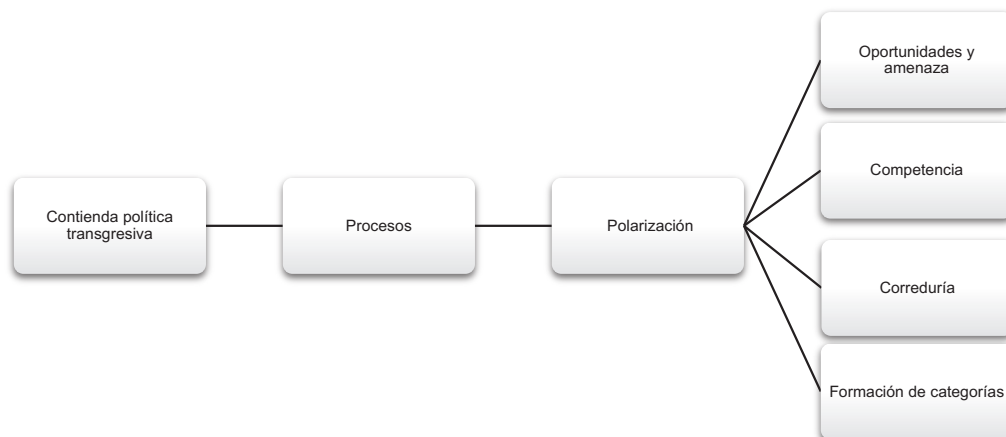 Contienda política
transgresiva
Procesos
Polarización
Oportunidades y
amenaza
Competencia
Correduría
Formación de categorías